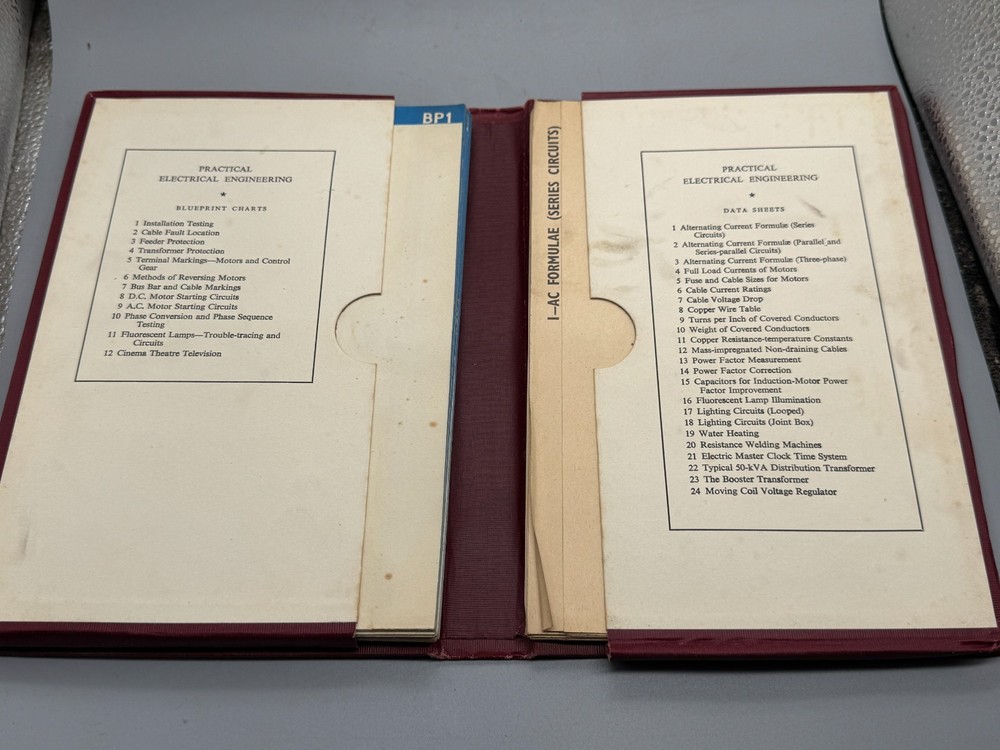 BP1
PRACTICAL
ELECTRICAL ENGINEERING
★
BLUEPRINT CHARTS
1 Installation Testing
2 Cable Fault Location
3 Feeder Protection
4 Transformer Protection
5 Terminal Markings—Motors and Control
Gear
6 Methods of Reversing Motors
7 Bus Bar and Cable Markings
8 D.C. Motor Starting Circuits
9 A.C. Motor Starting Circuits
10 Phase Conversion and Phase Sequence
Testing
11 Fluorescent Lamps—Trouble-tracing and
Circuits
12 Cinema Theatre Television
1—AC FORMULAE (SERIES CIRCUITS)
PRACTICAL
ELECTRICAL ENGINEERING
★
DATA SHEETS
1 Alternating Current Formulæ (Series
Circuits)
2 Alternating Current Formulæ (Parallel and
Series-parallel Circuits)
3 Alternating Current Formulæ (Three-phase)
4 Full Load Currents of Motors
5 Fuse and Cable Sizes for Motors
6 Cable Current Ratings
7 Cable Voltage Drop
8 Copper Wire Table
9 Turns per Inch of Covered Conductors
10 Weight of Covered Conductors
11 Copper Resistance-temperature Constants
12 Mass-impregnated Non-draining Cables
13 Power Factor Measurement
14 Power Factor Correction
15 Capacitors for Induction-Motor Power
Factor Improvement
16 Fluorescent Lamp Illumination
17 Lighting Circuits (Looped)
18 Lighting Circuits (Joint Box)
19 Water Heating
20 Resistance Welding Machines
21 Electric Master Clock Time System
22 Typical 50-kVA Distribution Transformer
23 The Booster Transformer
24 Moving Coil Voltage Regulator